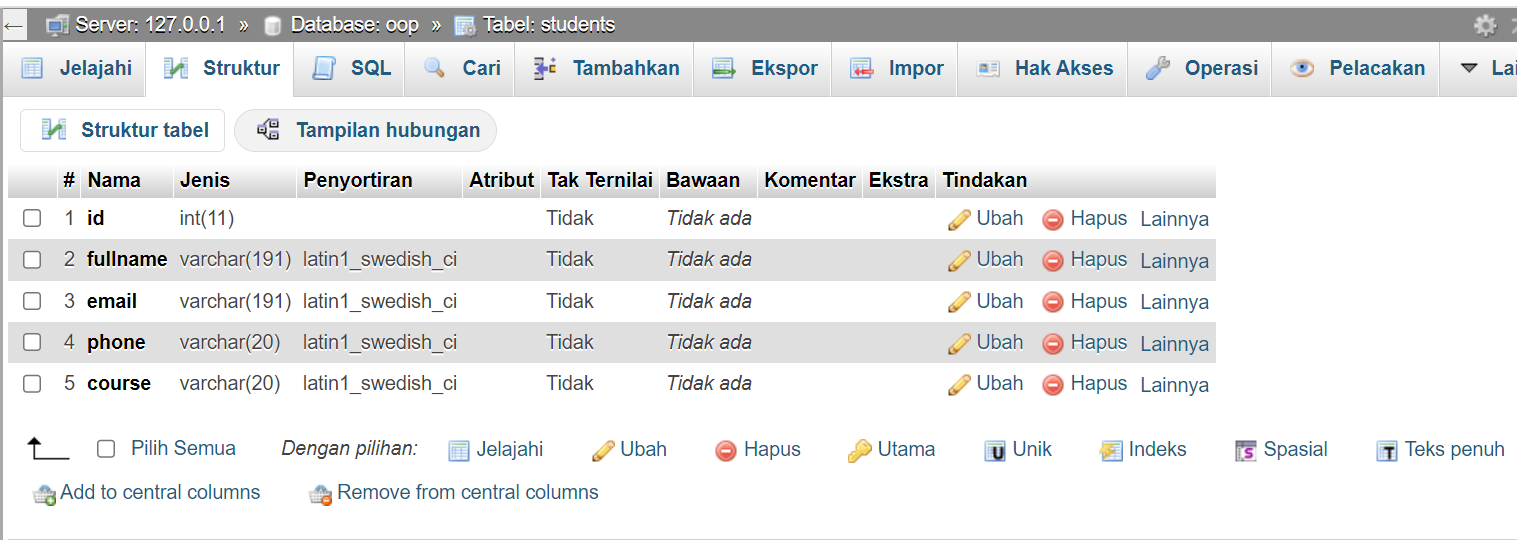 Server: 127.0.0.1 » Database: oop » Tabel: students
Jelajahi Struktur SQL Cari Tambahkan Ekspor Impor Hak Akses Operasi Pelacakan Lai
Struktur tabel Tampilan hubungan
# Nama Jenis Penyortiran Atribut Tak Ternilai Bawaan Komentar Ekstra Tindakan
1 id int(11) Tidak Tidak ada Ubah Hapus Lainnya
2 fullname varchar(191) latin1_swedish_ci Tidak Tidak ada Ubah Hapus Lainnya
3 email varchar(191) latin1_swedish_ci Tidak Tidak ada Ubah Hapus Lainnya
4 phone varchar(20) latin1_swedish_ci Tidak Tidak ada Ubah Hapus Lainnya
5 course varchar(20) latin1_swedish_ci Tidak Tidak ada Ubah Hapus Lainnya
Pilih Semua Dengan pilihan: Jelajahi Ubah Hapus Utama Unik Indeks Spasial Teks penuh
Add to central columns Remove from central columns